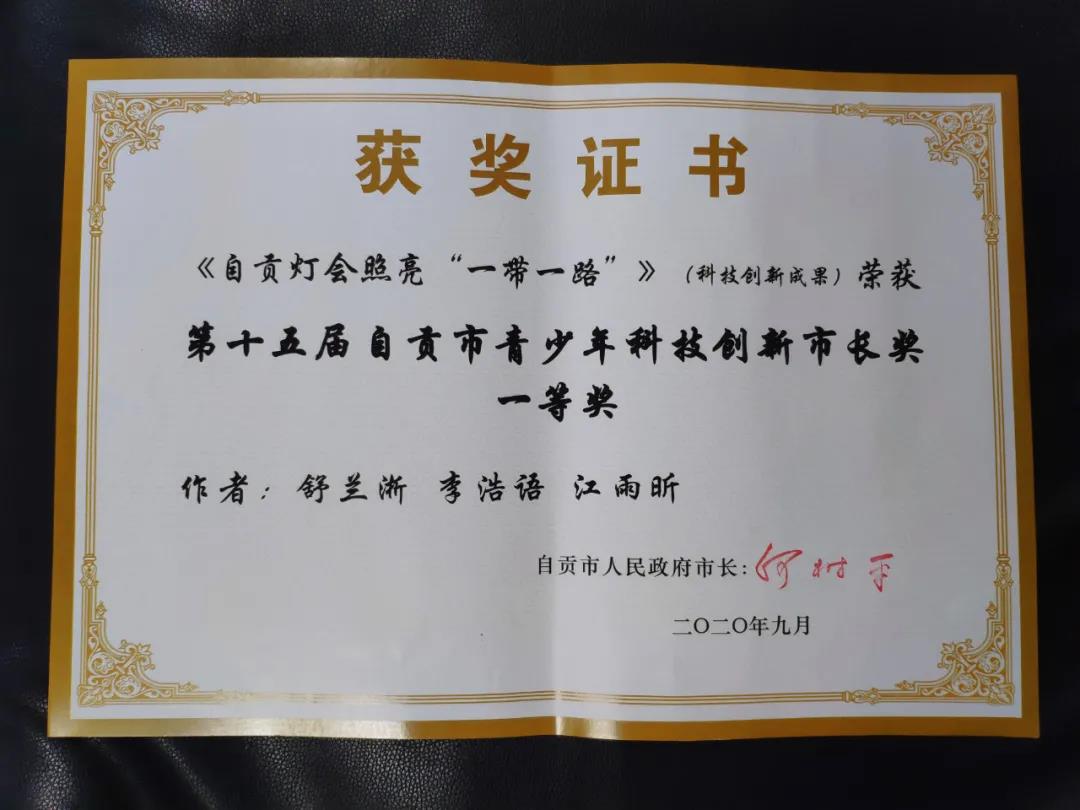 获奖证书
《自贡灯会照亮“一带一路”》（科技创新成果）荣获
第十五届自贡市青少年科技创新市长奖
一等奖
作者：舒兰淅 李浩语 江雨昕
自贡市人民政府市长：何树平
二〇二〇年九月